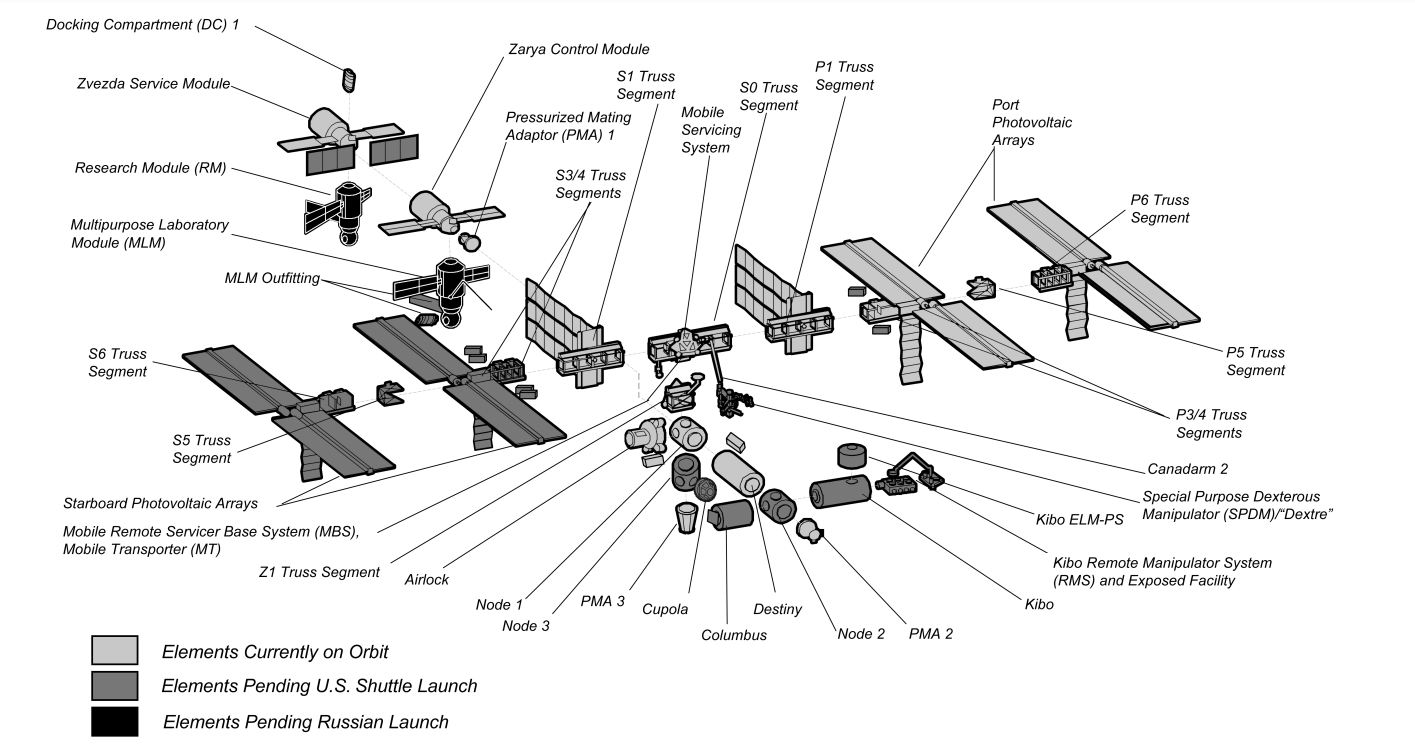 Docking Compartment (DC) 1
Zarya Control Module
Zvezda Service Module
S1 Truss
Segment
P1 Truss
Segment
S0 Truss
Segment
Mobile
Servicing
System
Port
Photovoltaic
Arrays
Pressurized Mating
Adaptor (PMA) 1
Research Module (RM)
S3/4 Truss
Segments
P6 Truss
Segment
Multipurpose Laboratory
Module (MLM)
MLM Outfitting
S6 Truss
Segment
P5 Truss
Segment
S5 Truss
Segment
P3/4 Truss
Segments
Canadarm 2
Starboard Photovoltaic Arrays
Special Purpose Dexterous
Manipulator (SPDM)/“Dextre”
Kibo ELM-PS
Mobile Remote Servicer Base System (MBS),
Mobile Transporter (MT)
Kibo Remote Manipulator System
(RMS) and Exposed Facility
Z1 Truss Segment
Airlock
Node 1
Node 3
PMA 3
Cupola
Destiny
Kibo
Columbus
Node 2
PMA 2
Elements Currently on Orbit
Elements Pending U.S. Shuttle Launch
Elements Pending Russian Launch